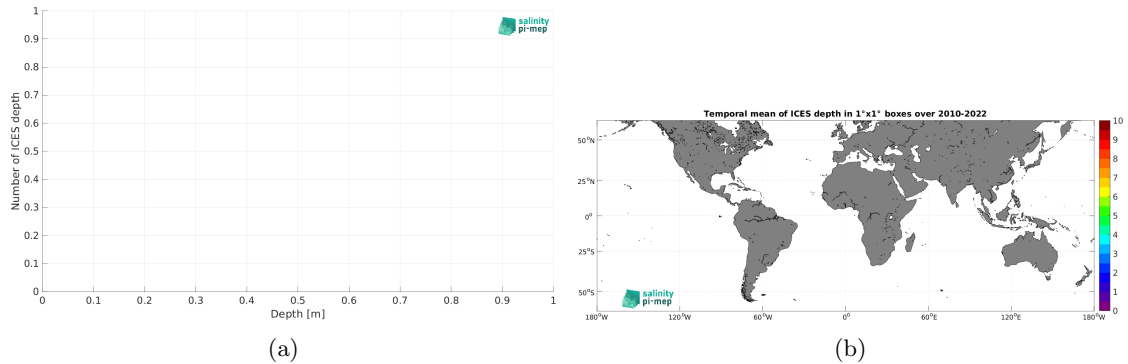 1
0.9
0.8
0.7
0.6
0.5
0.4
0.3
0.2
0.1
0
Number of ICES depth
0 0.1 0.2 0.3 0.4 0.5 0.6 0.7 0.8 0.9 1
Depth [m]
salinity
pi-mep
(a)
Temporal mean of ICES depth in 1°x1° boxes over 2010-2022
50°N
25°N
0°
25°S
50°S
180°W 120°W 60°W 0° 60°E 120°E 180°E
salinity
pi-mep
10
9
8
7
6
5
4
3
2
1
0
(b)